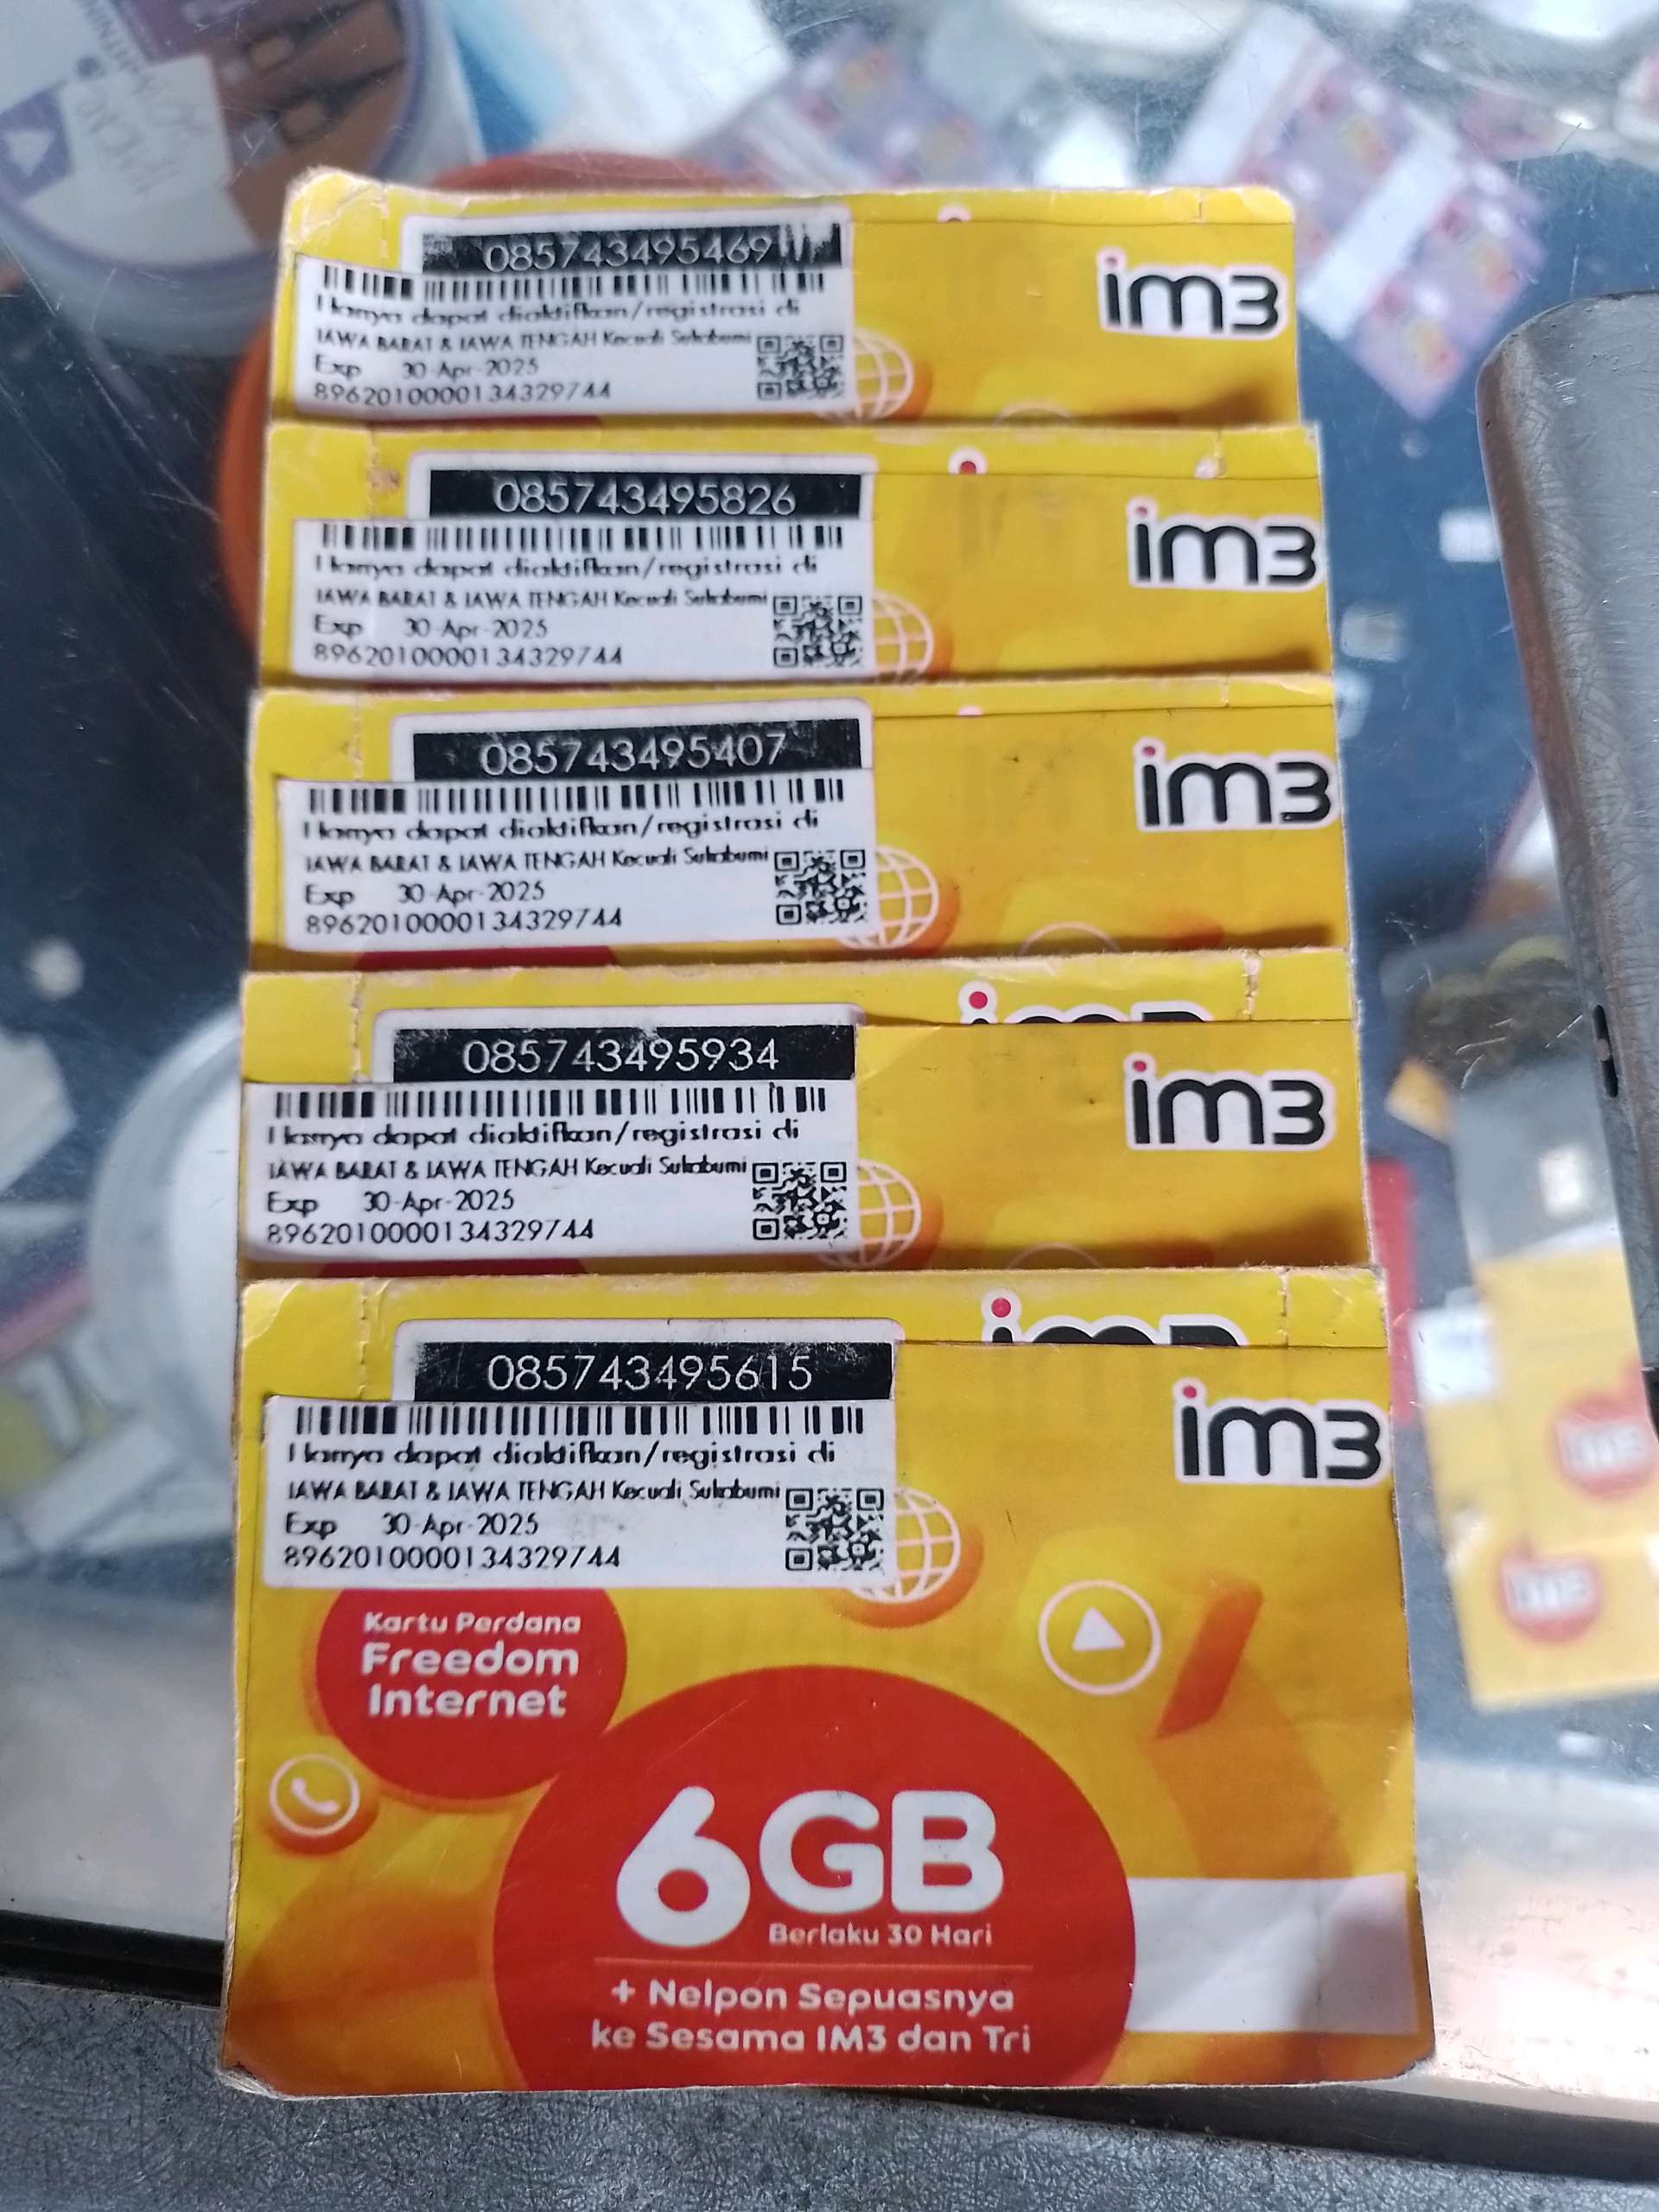 085743495469
im3
Hanya dapat diaktifkan/registrasi di
JAWA BARAT & JAWA TENGAH Kecuali Sukabumi
Exp 30-Apr-2025
8962010000134329744
085743495826
im3
Hanya dapat diaktifkan/registrasi di
JAWA BARAT & JAWA TENGAH Kecuali Sukabumi
Exp 30-Apr-2025
8962010000134329744
085743495407
im3
Hanya dapat diaktifkan/registrasi di
JAWA BARAT & JAWA TENGAH Kecuali Sukabumi
Exp 30-Apr-2025
8962010000134329744
085743495934
im3
Hanya dapat diaktifkan/registrasi di
JAWA BARAT & JAWA TENGAH Kecuali Sukabumi
Exp 30-Apr-2025
8962010000134329744
085743495615
im3
Hanya dapat diaktifkan/registrasi di
JAWA BARAT & JAWA TENGAH Kecuali Sukabumi
Exp 30-Apr-2025
8962010000134329744
Kartu Perdana
Freedom
Internet
6GB
Berlaku 30 Hari
+ Nelpon Sepuasnya
ke Sesama IM3 dan Tri